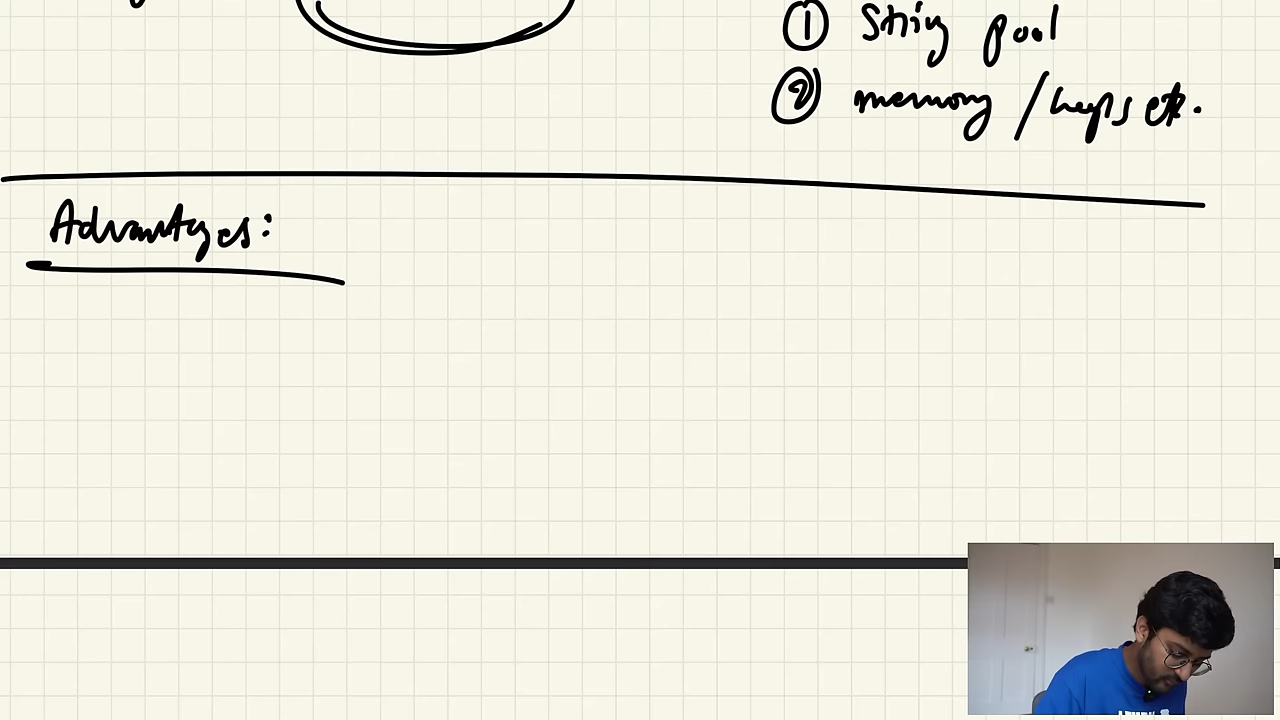 ① String pool
② memory / heaps etc.
Advantages: